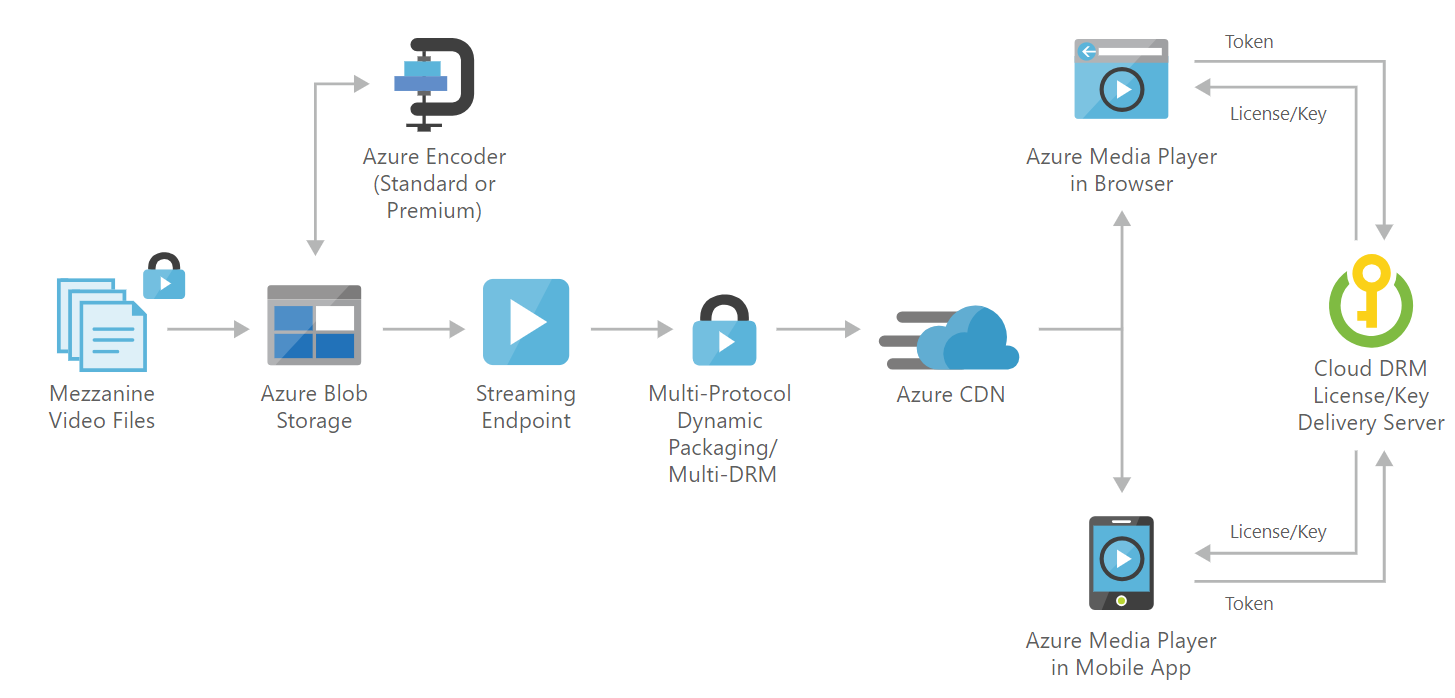 Token
License/Key
Azure Encoder
(Standard or
Premium)
Azure Media Player
in Browser
Mezzanine
Video Files
Azure Blob
Storage
Streaming
Endpoint
Multi-Protocol
Dynamic
Packaging/
Multi-DRM
Azure CDN
Cloud DRM
License/Key
Delivery Server
License/Key
Token
Azure Media Player
in Mobile App